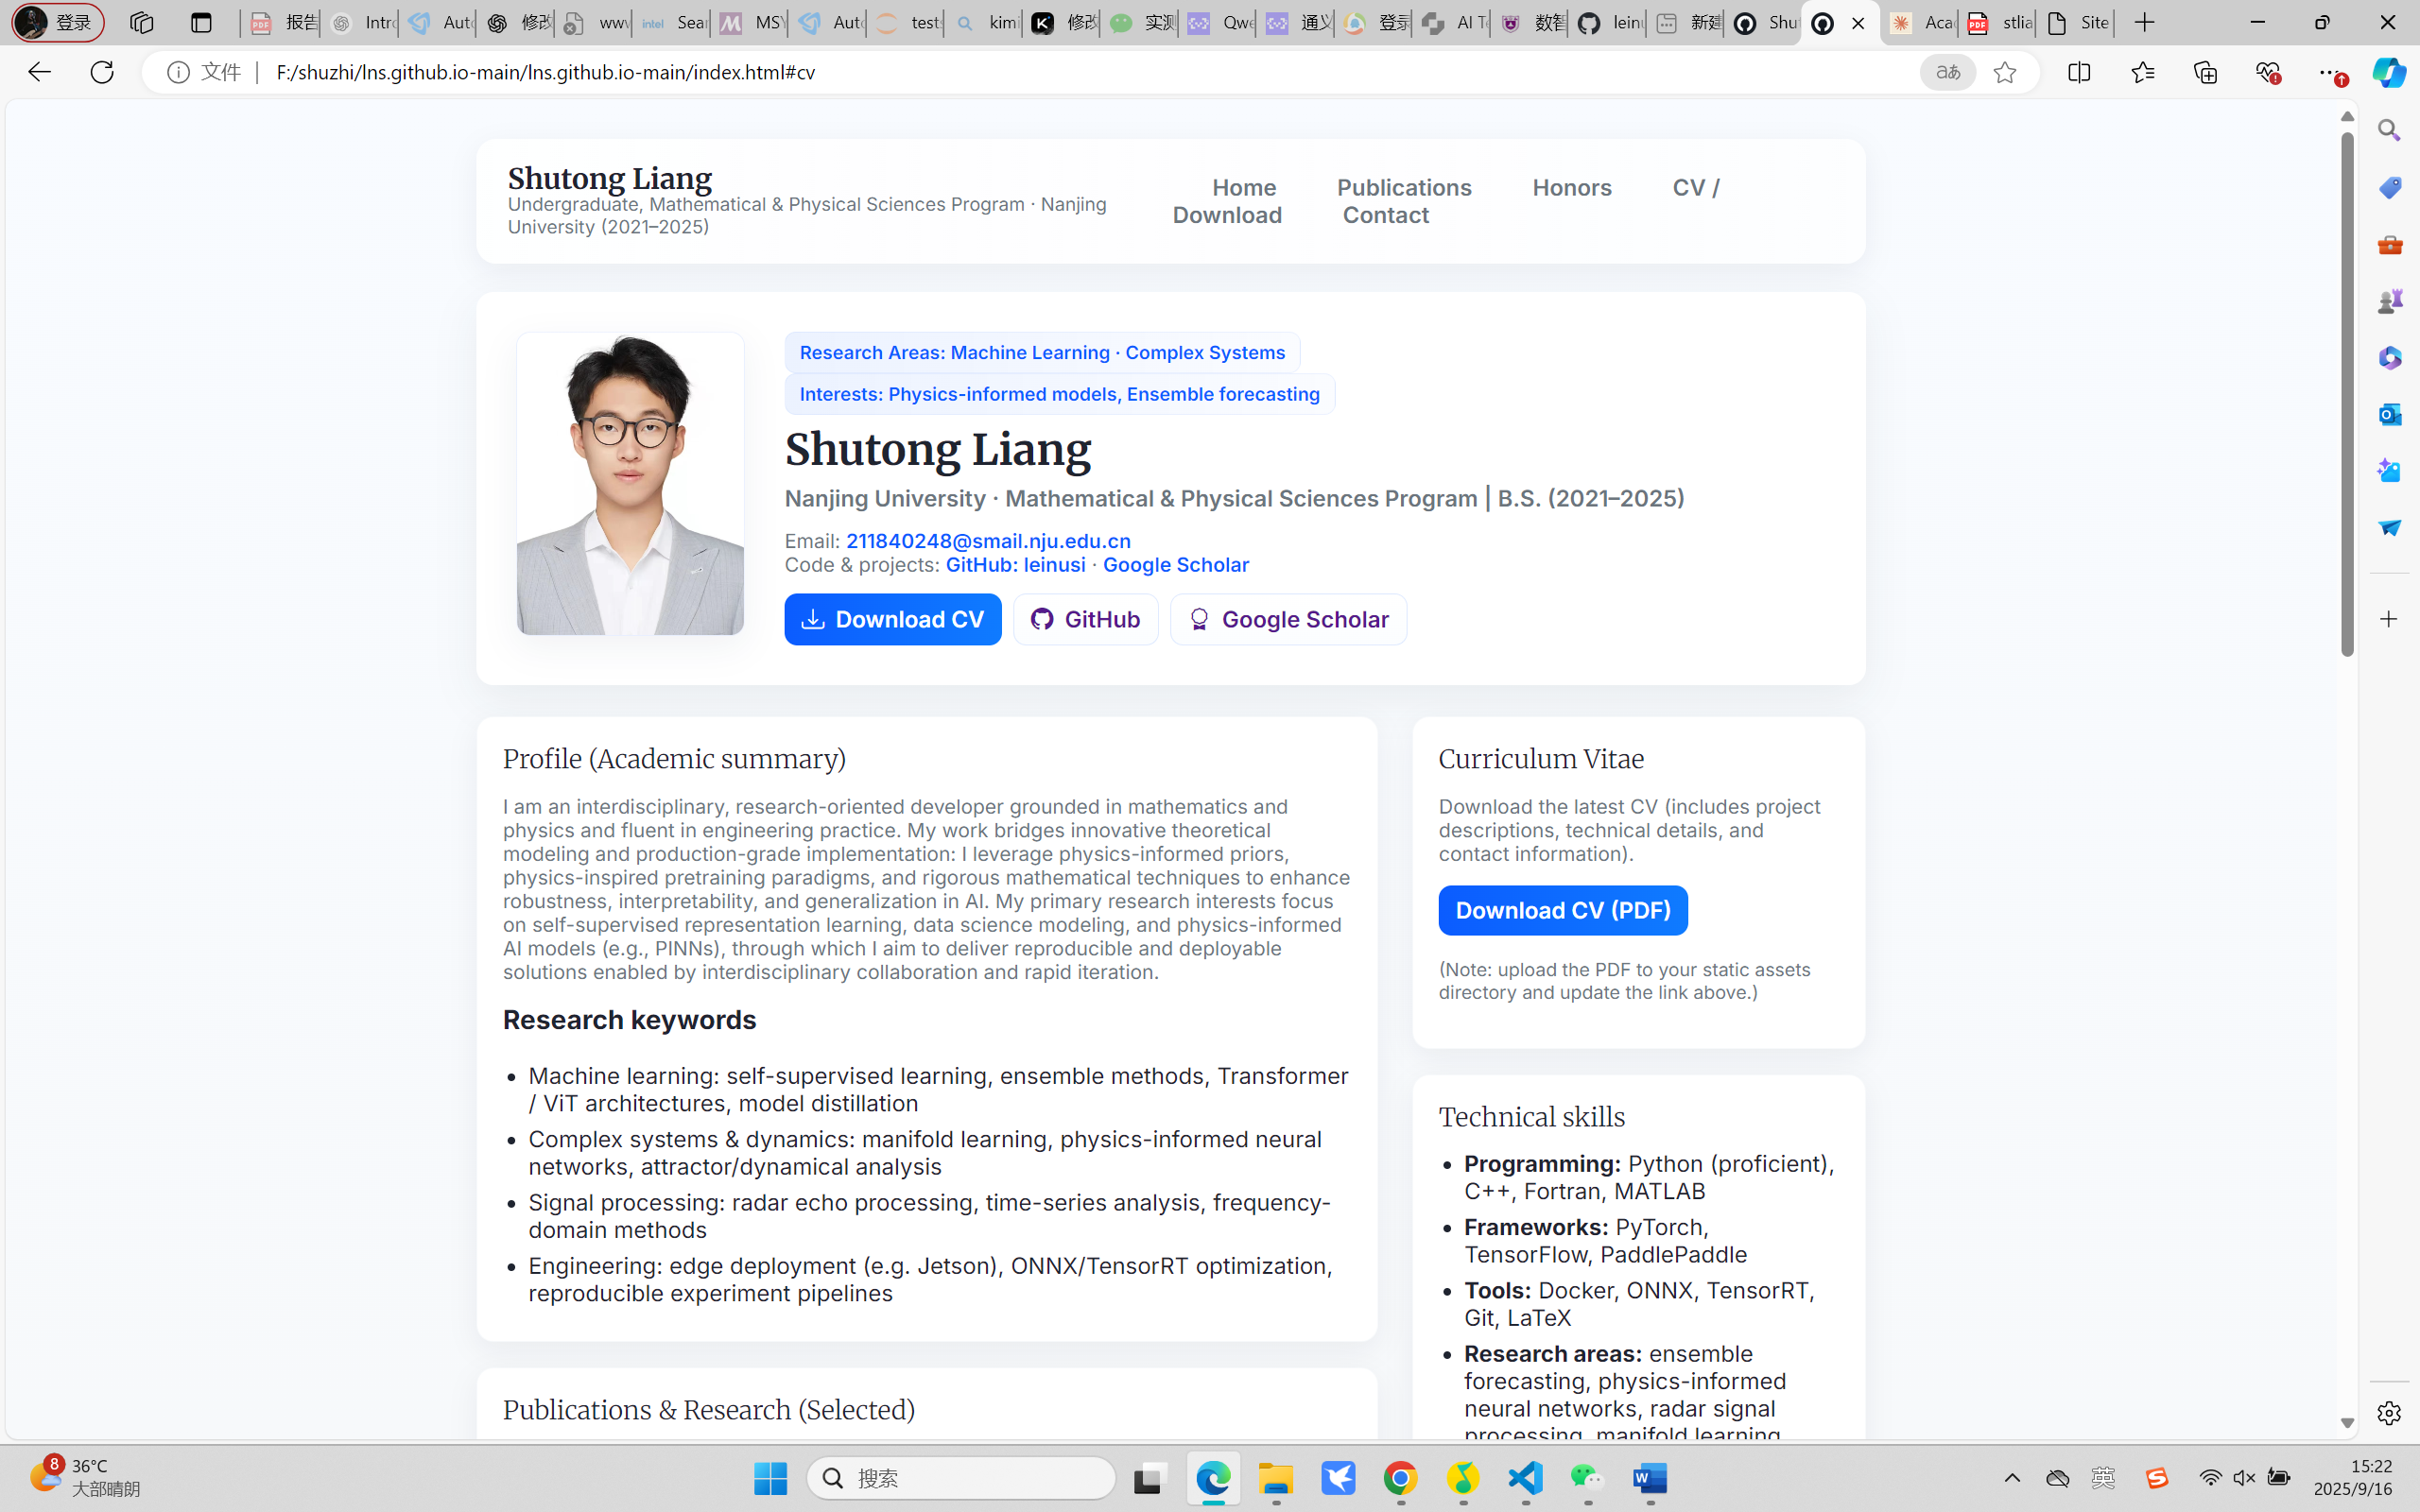 登录
报告
Intro
Auto
修改
www
Sear
MSY
Auto
test
kimi
修改
实测
Qwe
通义
登录
AI Te
数智
leinu
新建
Shu
Aca
stlia
Site
文件
F:/shuzhi/lns.github.io-main/lns.github.io-main/index.html#cv
Shutong Liang
Undergraduate, Mathematical & Physical Sciences Program · Nanjing
University (2021–2025)
Home Publications Honors CV /
Download Contact
Research Areas: Machine Learning · Complex Systems
Interests: Physics-informed models, Ensemble forecasting
Shutong Liang
Nanjing University · Mathematical & Physical Sciences Program | B.S. (2021–2025)
Email: 211840248@smail.nju.edu.cn
Code & projects: GitHub: leinusi · Google Scholar
Download CV
GitHub
Google Scholar
Profile (Academic summary)
I am an interdisciplinary, research-oriented developer grounded in mathematics and
physics and fluent in engineering practice. My work bridges innovative theoretical
modeling and production-grade implementation: I leverage physics-informed priors,
physics-inspired pretraining paradigms, and rigorous mathematical techniques to enhance
robustness, interpretability, and generalization in AI. My primary research interests focus
on self-supervised representation learning, data science modeling, and physics-informed
AI models (e.g., PINNs), through which I aim to deliver reproducible and deployable
solutions enabled by interdisciplinary collaboration and rapid iteration.
Research keywords
• Machine learning: self-supervised learning, ensemble methods, Transformer
/ ViT architectures, model distillation
• Complex systems & dynamics: manifold learning, physics-informed neural
networks, attractor/dynamical analysis
• Signal processing: radar echo processing, time-series analysis, frequency-
domain methods
• Engineering: edge deployment (e.g. Jetson), ONNX/TensorRT optimization,
reproducible experiment pipelines
Publications & Research (Selected)
Curriculum Vitae
Download the latest CV (includes project
descriptions, technical details, and
contact information).
Download CV (PDF)
(Note: upload the PDF to your static assets
directory and update the link above.)
Technical skills
• Programming: Python (proficient),
C++, Fortran, MATLAB
• Frameworks: PyTorch,
TensorFlow, PaddlePaddle
• Tools: Docker, ONNX, TensorRT,
Git, LaTeX
• Research areas: ensemble
forecasting, physics-informed
neural networks, radar signal
processing, manifold learning
8
36°C
大部晴朗
搜索
英
15:22
2025/9/16